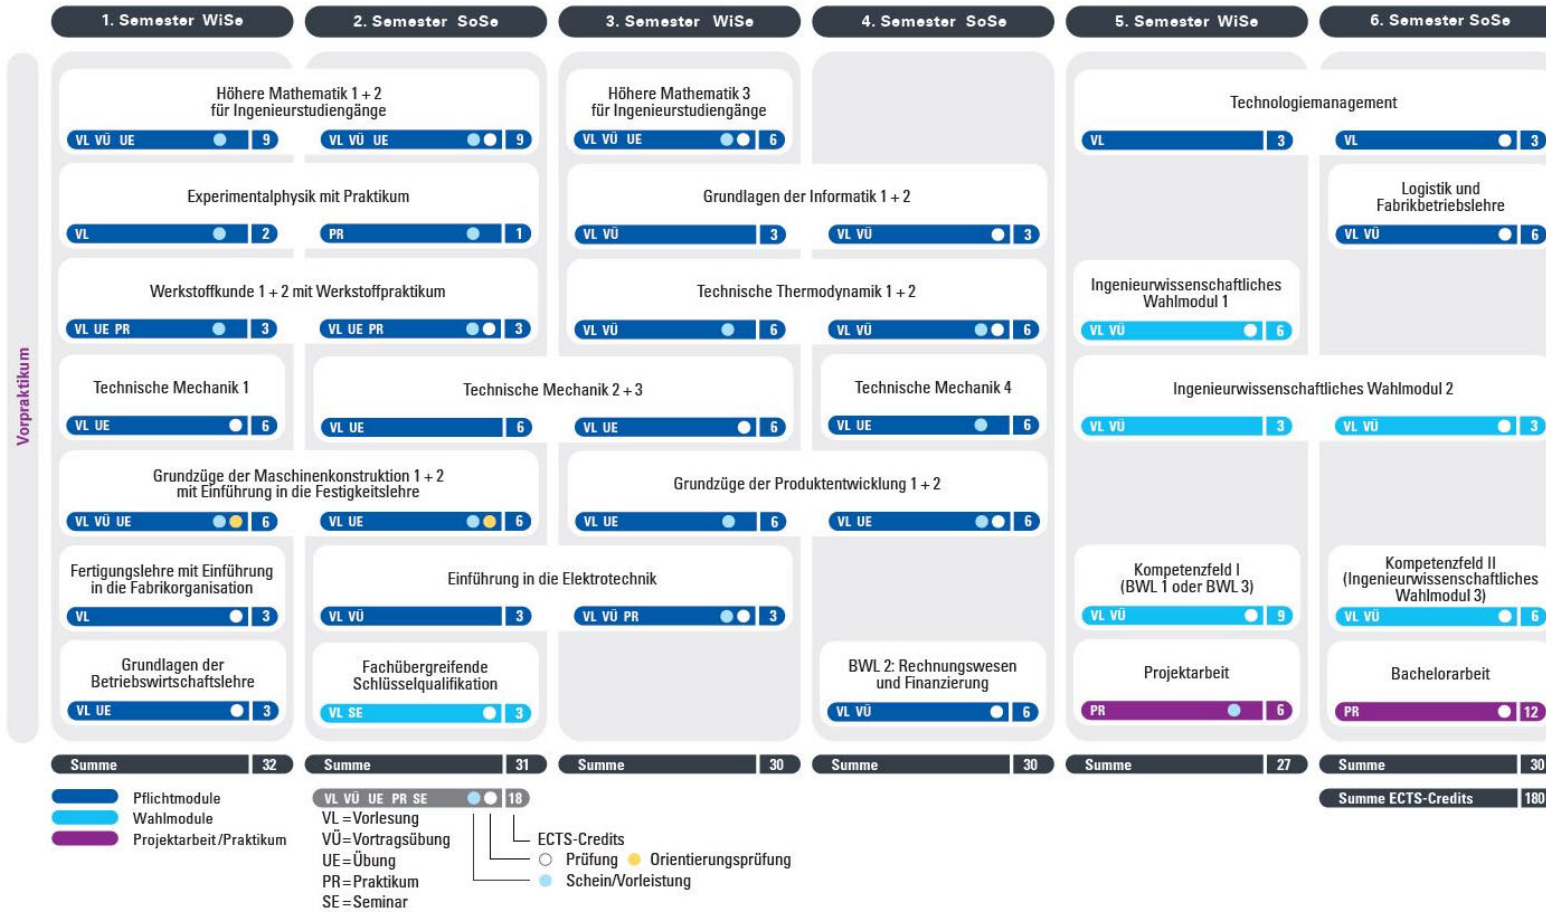 1. Semester WiSe
2. Semester SoSe
3. Semester WiSe
4. Semester SoSe
5. Semester WiSe
6. Semester SoSe
Vorpraktikum
Höhere Mathematik 1 + 2
für Ingenieurstudiengänge
VL VÜ UE 9
VL VÜ UE 9
Höhere Mathematik 3
für Ingenieurstudiengänge
VL VÜ UE 6
Technologiemanagement
VL 3
VL 3
Experimentalphysik mit Praktikum
VL 2
PR 1
Grundlagen der Informatik 1 + 2
VL VÜ 3
VL VÜ 3
Logistik und
Fabrikbetriebslehre
VL VÜ 6
Werkstoffkunde 1 + 2 mit Werkstoffpraktikum
VL UE PR 3
VL UE PR 3
Technische Thermodynamik 1 + 2
VL VÜ 6
VL VÜ 6
Ingenieurwissenschaftliches
Wahlmodul 1
VL VÜ 6
Technische Mechanik 1
VL UE 6
Technische Mechanik 2 + 3
VL UE 6
VL UE 6
Technische Mechanik 4
VL UE 6
Ingenieurwissenschaftliches Wahlmodul 2
VL VÜ 3
VL VÜ 3
Grundzüge der Maschinenkonstruktion 1 + 2
mit Einführung in die Festigkeitslehre
VL VÜ UE 6
VL UE 6
Grundzüge der Produktentwicklung 1 + 2
VL UE 6
VL UE 6
Fertigungslehre mit Einführung
in die Fabrikorganisation
VL 3
Einführung in die Elektrotechnik
VL VÜ 3
VL VÜ PR 3
Kompetenzfeld I
(BWL 1 oder BWL 3)
VL VÜ 9
Kompetenzfeld II
(Ingenieurwissenschaftliches
Wahlmodul 3)
VL VÜ 6
Grundlagen der
Betriebswirtschaftslehre
VL UE 3
Fachübergreifende
Schlüsselqualifikation
VL SE 3
BWL 2: Rechnungswesen
und Finanzierung
VL VÜ 6
Projektarbeit
PR 6
Bachelorarbeit
PR 12
Summe 32
Summe 31
Summe 30
Summe 30
Summe 27
Summe 30
Summe ECTS-Credits 180
Pflichtmodule
Wahlmodule
Projektarbeit/Praktikum
VL VÜ UE PR SE 18
VL=Vorlesung
VÜ=Vortragsübung
UE=Übung
PR=Praktikum
SE=Seminar
ECTS-Credits
Prüfung Orientierungsprüfung
Schein/Vorleistung